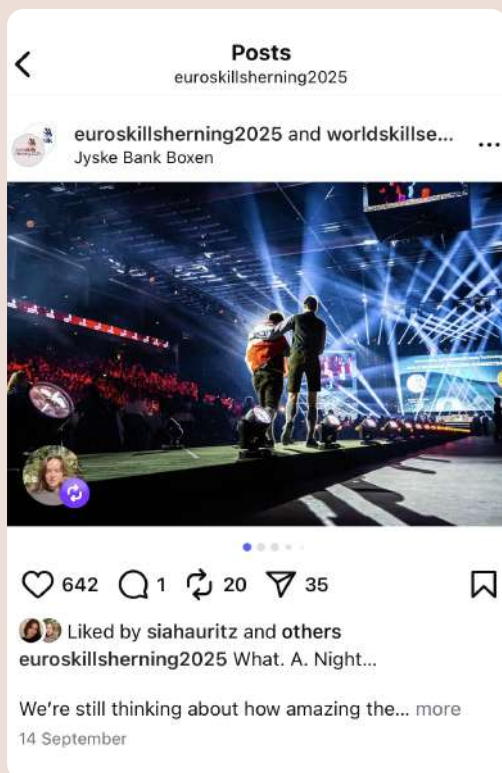 Posts
euroskillsherning2025
euroskillsherning2025 and worldskillse...
Jyske Bank Boxen
642 1 20 35
Liked by siahauritz and others
euroskillsherning2025 What. A. Night...
We’re still thinking about how amazing the... more
14 September